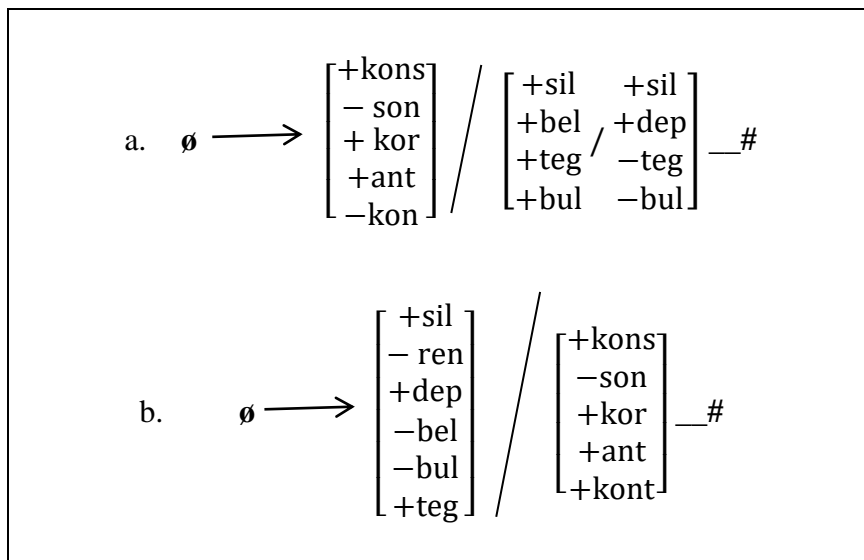 a. ø ⟶ [+kons − son + kor +ant −kon] / [+sil +bel +teg +bul / +sil +dep −teg −bul] __#
b. ø ⟶ [+sil − ren +dep −bel −bul +teg] / [+kons −son +kor +ant +kont] __#